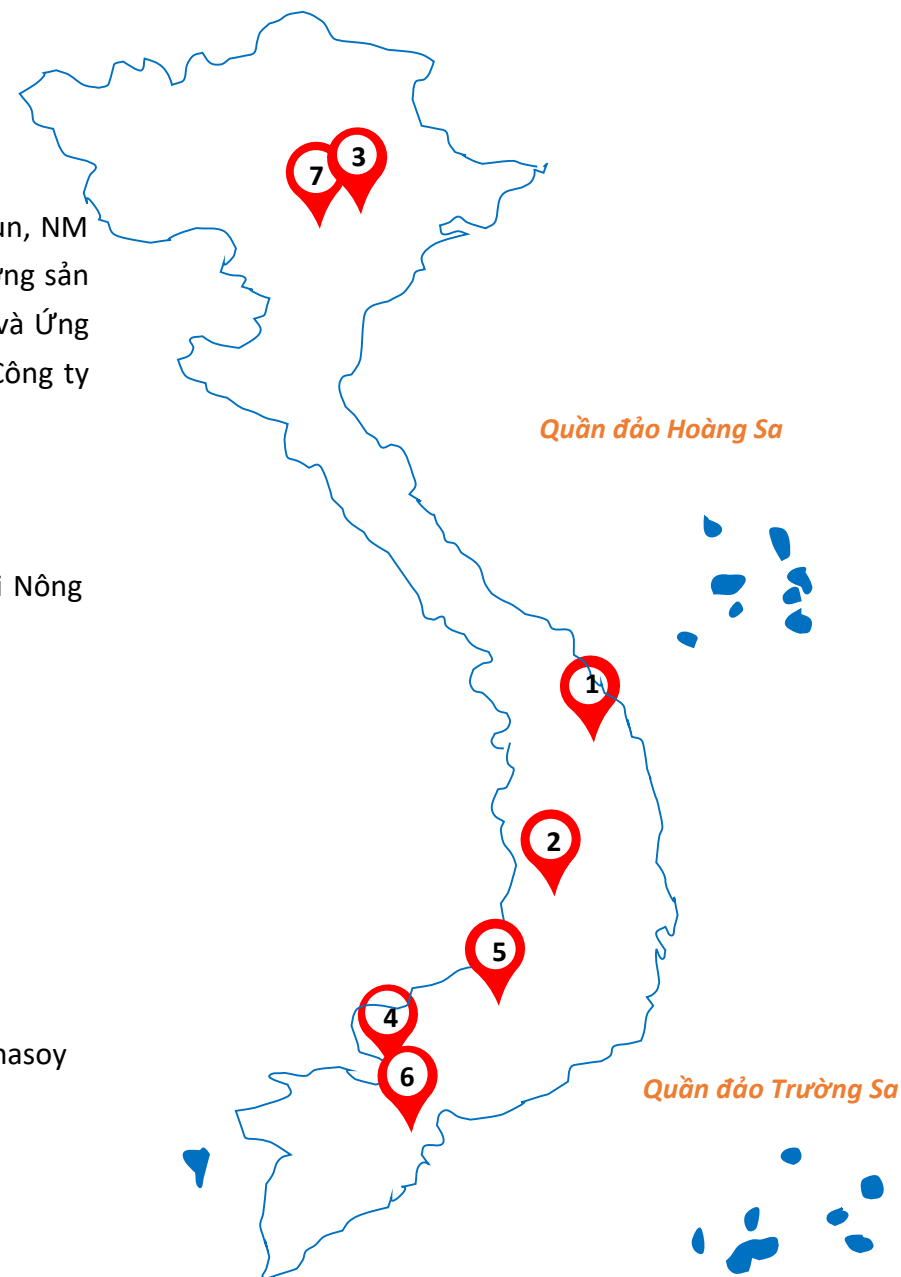 3
7
un, NM
ứng sản
và Ứng
Công ty
Quần đảo Hoàng Sa
i Nông
1
2
5
4
nasoy
6
Quần đảo Trường Sa